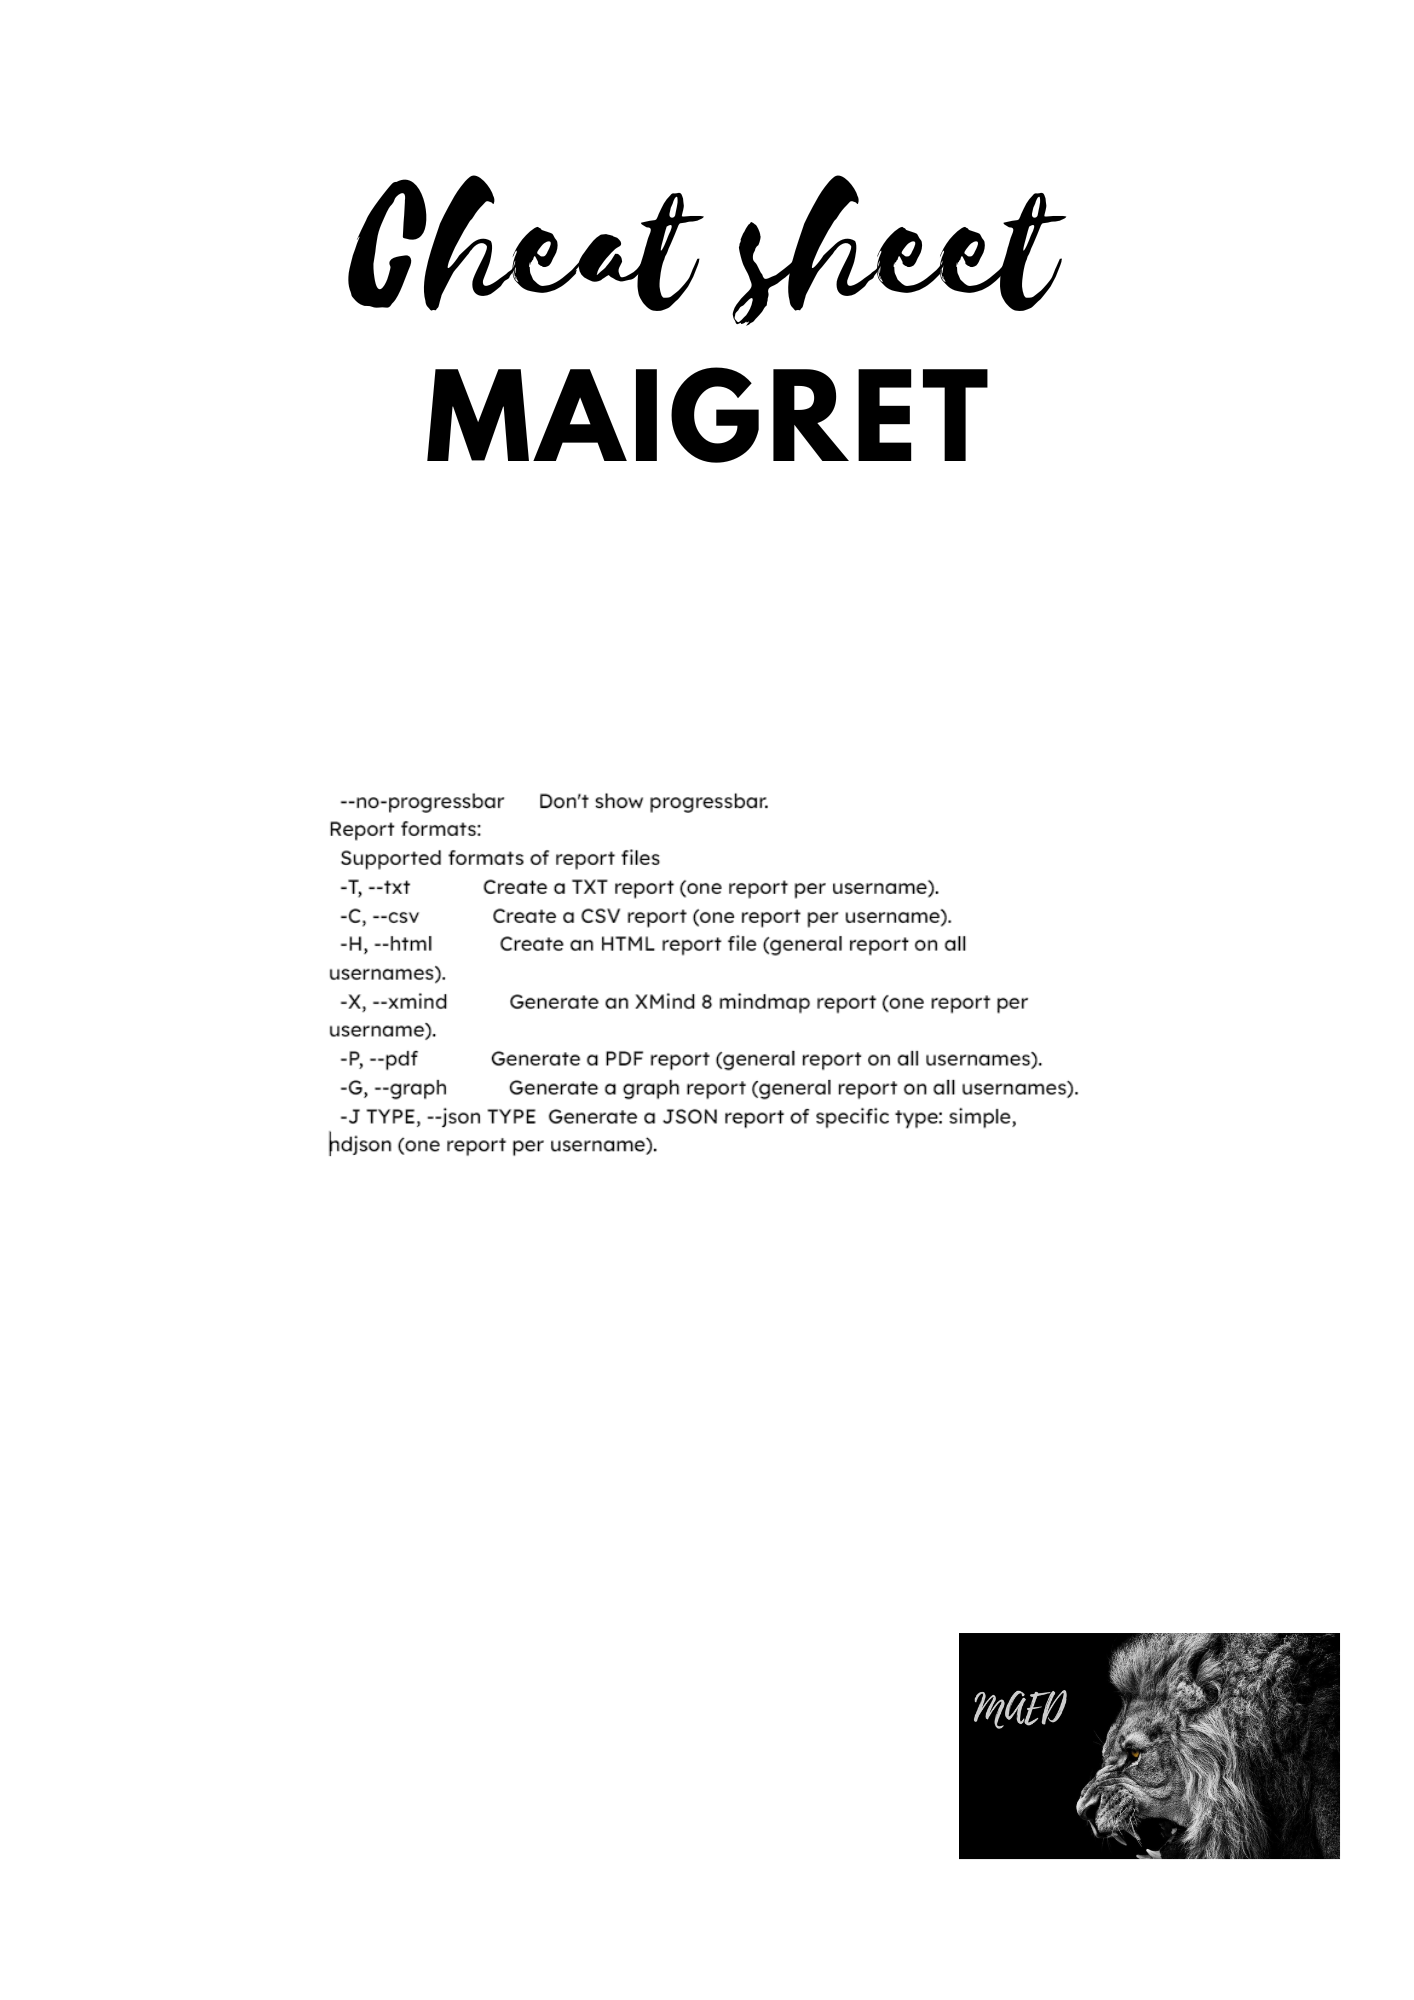 Cheat sheet
MAIGRET
--no-progressbar Don't show progressbar.
Report formats:
Supported formats of report files
-T, --txt Create a TXT report (one report per username).
-C, --csv Create a CSV report (one report per username).
-H, --html Create an HTML report file (general report on all
usernames).
-X, --xmind Generate an XMind 8 mindmap report (one report per
username).
-P, --pdf Generate a PDF report (general report on all usernames).
-G, --graph Generate a graph report (general report on all usernames).
-J TYPE, --json TYPE Generate a JSON report of specific type: simple,
ndjson (one report per username).
MAED